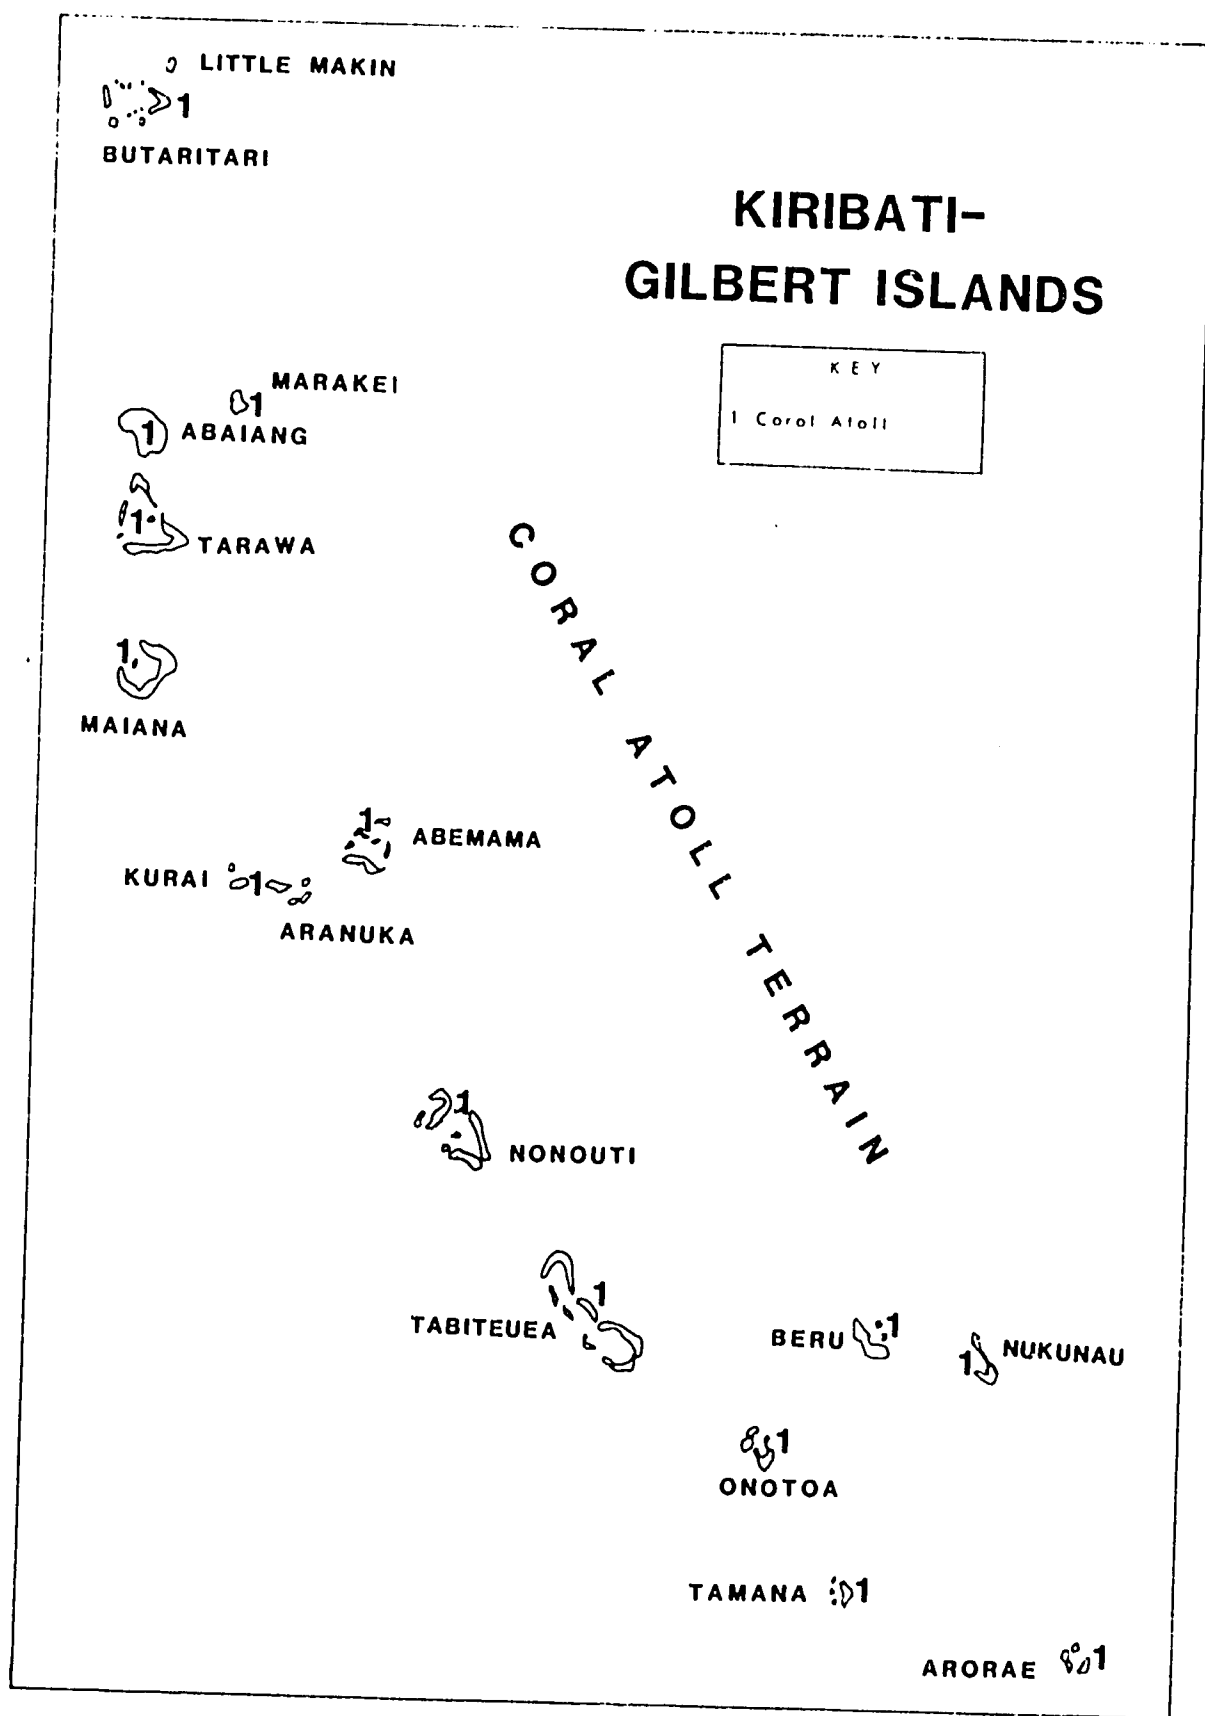 LITTLE MAKIN
1
BUTARITARI
KIRIBATI-
GILBERT ISLANDS
KEY
1 Corol Atoll
MARAKEI
1
1 ABAIANG
1
TARAWA
1
MAIANA
CORAL ATOLL TERRAIN
1
ABEMAMA
KURAI 1
ARANUKA
1
NONOUTI
1
TABITEUEA
BERU 1
1 NUKUNAU
1
ONOTOA
TAMANA 1
ARORAE 1